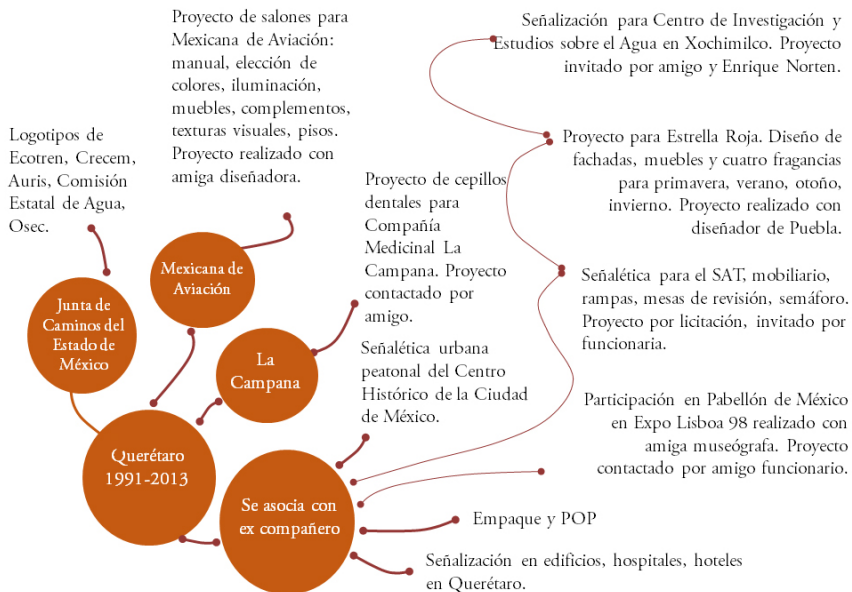 Proyecto de salones para
Mexicana de Aviación:
manual, elección de
colores, iluminación,
muebles, complementos,
texturas visuales, pisos.
Proyecto realizado con
amiga diseñadora.
Señalización para Centro de Investigación y
Estudios sobre el Agua en Xochimilco. Proyecto
invitado por amigo y Enrique Norten.
Logotipos de
Ecotren, Crecem,
Auris, Comisión
Estatal de Agua,
Osec.
Proyecto para Estrella Roja. Diseño de
fachadas, muebles y cuatro fragancias
para primavera, verano, otoño,
invierno. Proyecto realizado con
diseñador de Puebla.
Proyecto de cepillos
dentales para
Compañía
Medicinal La
Campana. Proyecto
contactado por
amigo.
Mexicana de
Aviación
Junta de
Caminos del
Estado de
México
Señalética para el SAT, mobiliario,
rampas, mesas de revisión, semáforo.
Proyecto por licitación, invitado por
funcionaria.
La
Campana
Señalética urbana
peatonal del Centro
Histórico de la Ciudad
de México.
Participación en Pabellón de México
en Expo Lisboa 98 realizado con
amiga museógrafa. Proyecto
contactado por amigo funcionario.
Querétaro
1991-2013
Se asocia con
ex compañero
Empaque y POP
Señalización en edificios, hospitales, hoteles
en Querétaro.